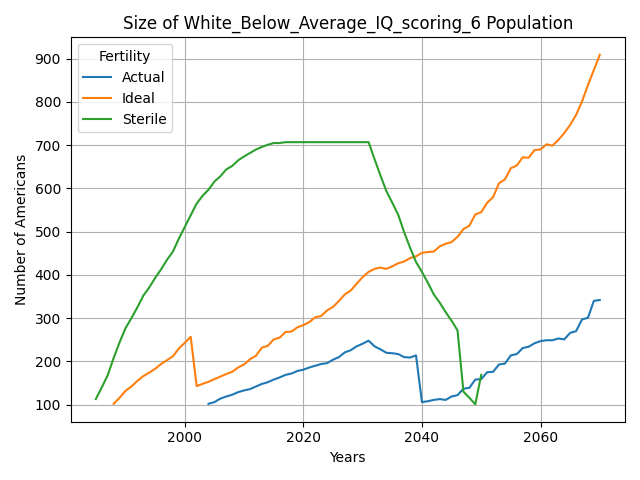 Size of White_Below_Average_IQ_scoring_6 Population
Fertility
Actual
Ideal
Sterile
Number of Americans
900
800
700
600
500
400
300
200
100
2000
2020
2040
2060
Years